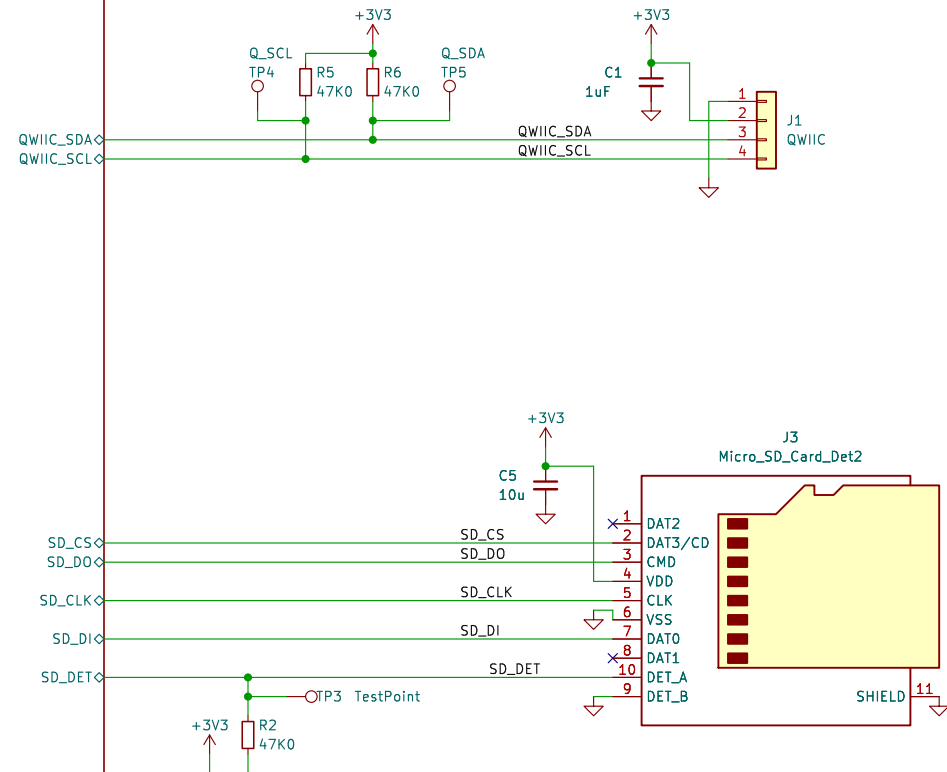 +3V3
+3V3
Q_SCL
TP4
R5
47K0
R6
47K0
Q_SDA
TP5
C1
1uF
1
2
3
4
J1
QWIIC
QWIIC_SDA
QWIIC_SDA
QWIIC_SCL
QWIIC_SCL
+3V3
C5
10u
J3
Micro_SD_Card_Det2
1
DAT2
SD_CS
SD_CS
2
DAT3/CD
SD_DO
SD_DO
3
CMD
4
VDD
SD_CLK
SD_CLK
5
CLK
6
VSS
SD_DI
SD_DI
7
DAT0
8
DAT1
SD_DET
SD_DET
10
DET_A
TP3 TestPoint
9
DET_B
SHIELD
11
+3V3
R2
47K0